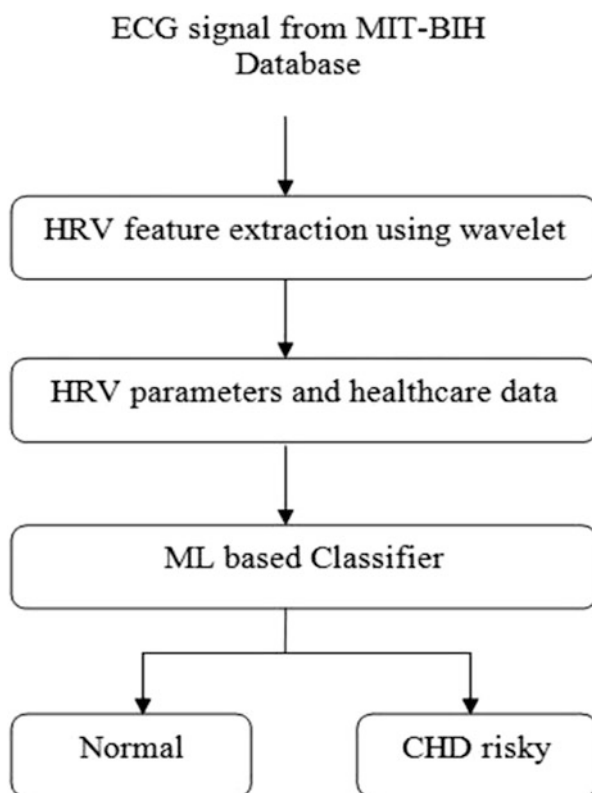 ECG signal from MIT-BIH
Database
HRV feature extraction using wavelet
HRV parameters and healthcare data
ML based Classifier
Normal
CHD risky